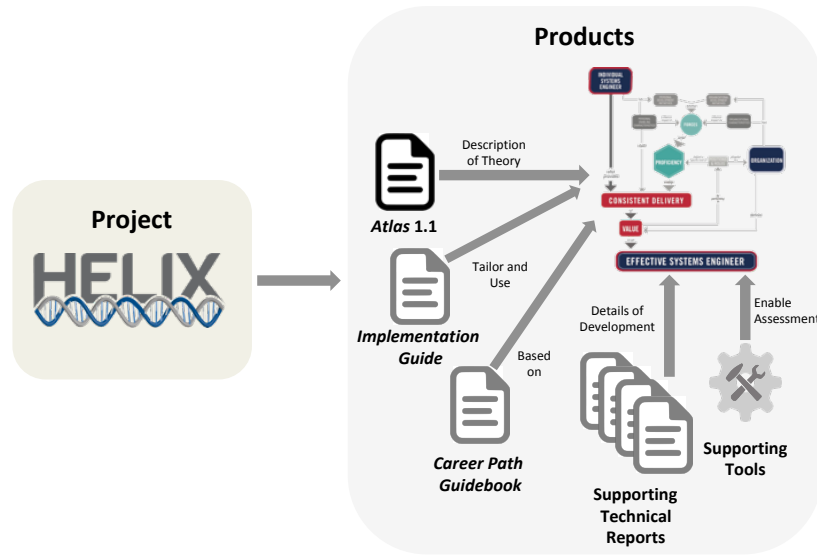 Products
Project
HELIX
INDIVIDUAL
SYSTEMS
ENGINEER
FORCES
PROFICIENCY
ORGANIZATION
CONSISTENT DELIVERY
VALUE
EFFECTIVE SYSTEMS ENGINEER
Description
of Theory
Atlas 1.1
Tailor and
Use
Implementation
Guide
Based
on
Career Path
Guidebook
Details of
Development
Supporting
Technical
Reports
Enable
Assessment
Supporting
Tools